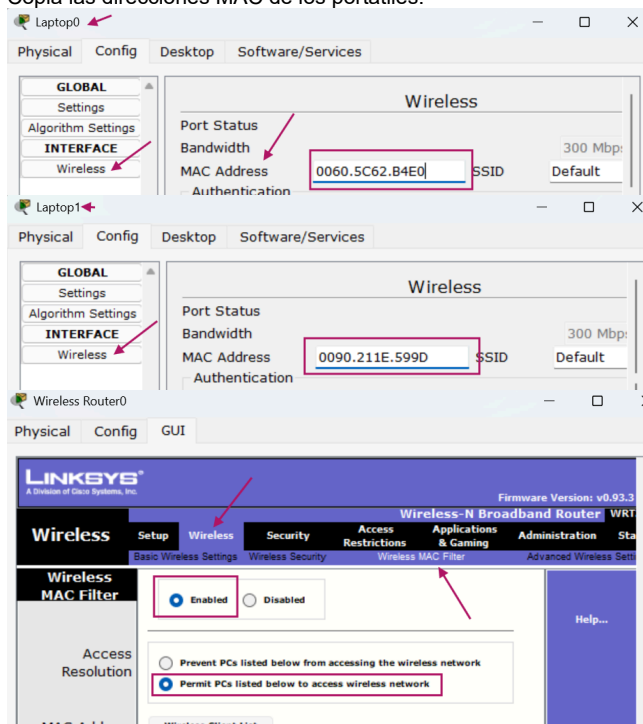 Copia las direcciones MAC de los portátiles.
Laptop0
Physical Config Desktop Software/Services
GLOBAL
Settings
Algorithm Settings
INTERFACE
Wireless
Wireless
Port Status
Bandwidth 300 Mbps
MAC Address 0060.5C62.B4E0 SSID Default
Authentication
Laptop1
Physical Config Desktop Software/Services
GLOBAL
Settings
Algorithm Settings
INTERFACE
Wireless
Wireless
Port Status
Bandwidth 300 Mbps
MAC Address 0090.211E.599D SSID Default
Authentication
Wireless Router0
Physical Config GUI
LINKSYS®
A Division of Cisco Systems, Inc.
Firmware Version: v0.93.3
Wireless-N Broadband Router WRT
Wireless
Setup Wireless Security Access Restrictions Applications & Gaming Administration Sta
Basic Wireless Settings Wireless Security Wireless MAC Filter Advanced Wireless Setti
Wireless
MAC Filter
Enabled Disabled
Help...
Access
Resolution
Prevent PCs listed below from accessing the wireless network
Permit PCs listed below to access wireless network